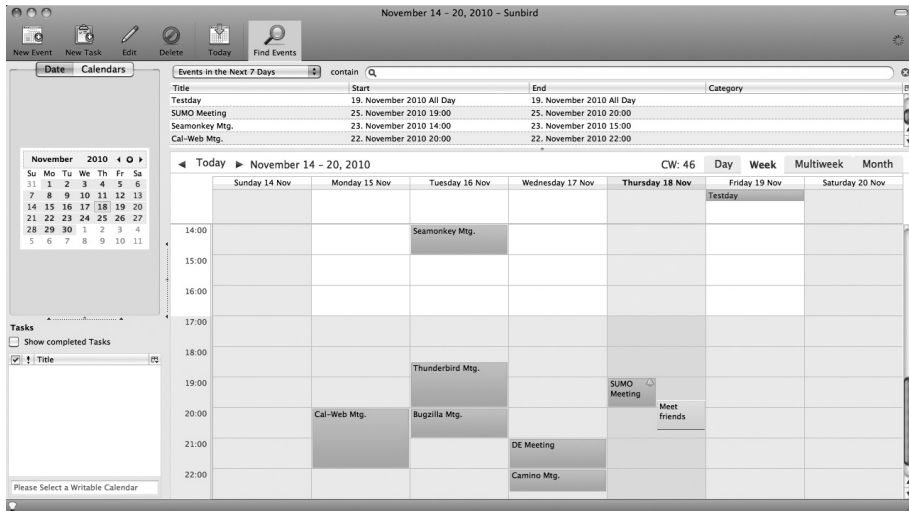 November 14 – 20, 2010 – Sunbird
New Event New Task Edit Delete Today Find Events
Date Calendars
Events in the Next 7 Days contain
Title Start End Category
Testday 19. November 2010 All Day 19. November 2010 All Day
SUMO Meeting 25. November 2010 19:00 25. November 2010 20:00
Seamonkey Mtg. 23. November 2010 14:00 23. November 2010 15:00
Cal-Web Mtg. 22. November 2010 20:00 22. November 2010 22:00
November 2010
Su Mo Tu We Th Fr Sa
31 1 2 3 4 5 6
7 8 9 10 11 12 13
14 15 16 17 18 19 20
21 22 23 24 25 26 27
28 29 30 1 2 3 4
5 6 7 8 9 10 11
Tasks
Show completed Tasks
! Title
Please Select a Writable Calendar
Today November 14 – 20, 2010 CW: 46 Day Week Multiweek Month
Sunday 14 Nov Monday 15 Nov Tuesday 16 Nov Wednesday 17 Nov Thursday 18 Nov Friday 19 Nov Saturday 20 Nov
Testday
14:00 Seamonkey Mtg.
15:00
16:00
17:00
18:00
Thunderbird Mtg.
19:00 SUMO
Meeting
Meet
friends
20:00 Cal-Web Mtg. Bugzilla Mtg.
21:00 DE Meeting
22:00 Camino Mtg.